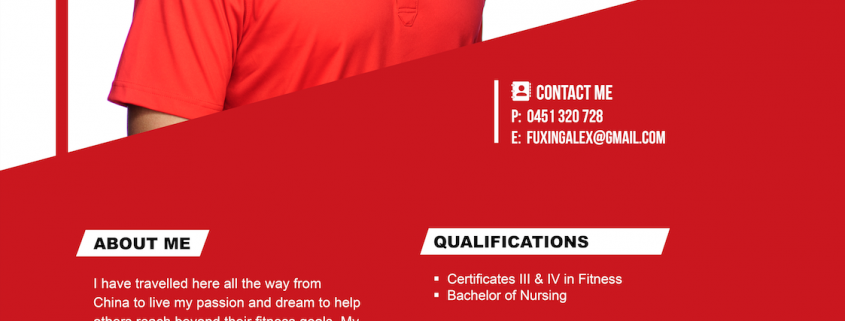 CONTACT ME
P: 0451 320 728
E: FUXINGALEX@GMAIL.COM
ABOUT ME
I have travelled here all the way from
China to live my passion and dream to help
others reach beyond their fitness goals. My
QUALIFICATIONS
Certificates III & IV in Fitness
Bachelor of Nursing